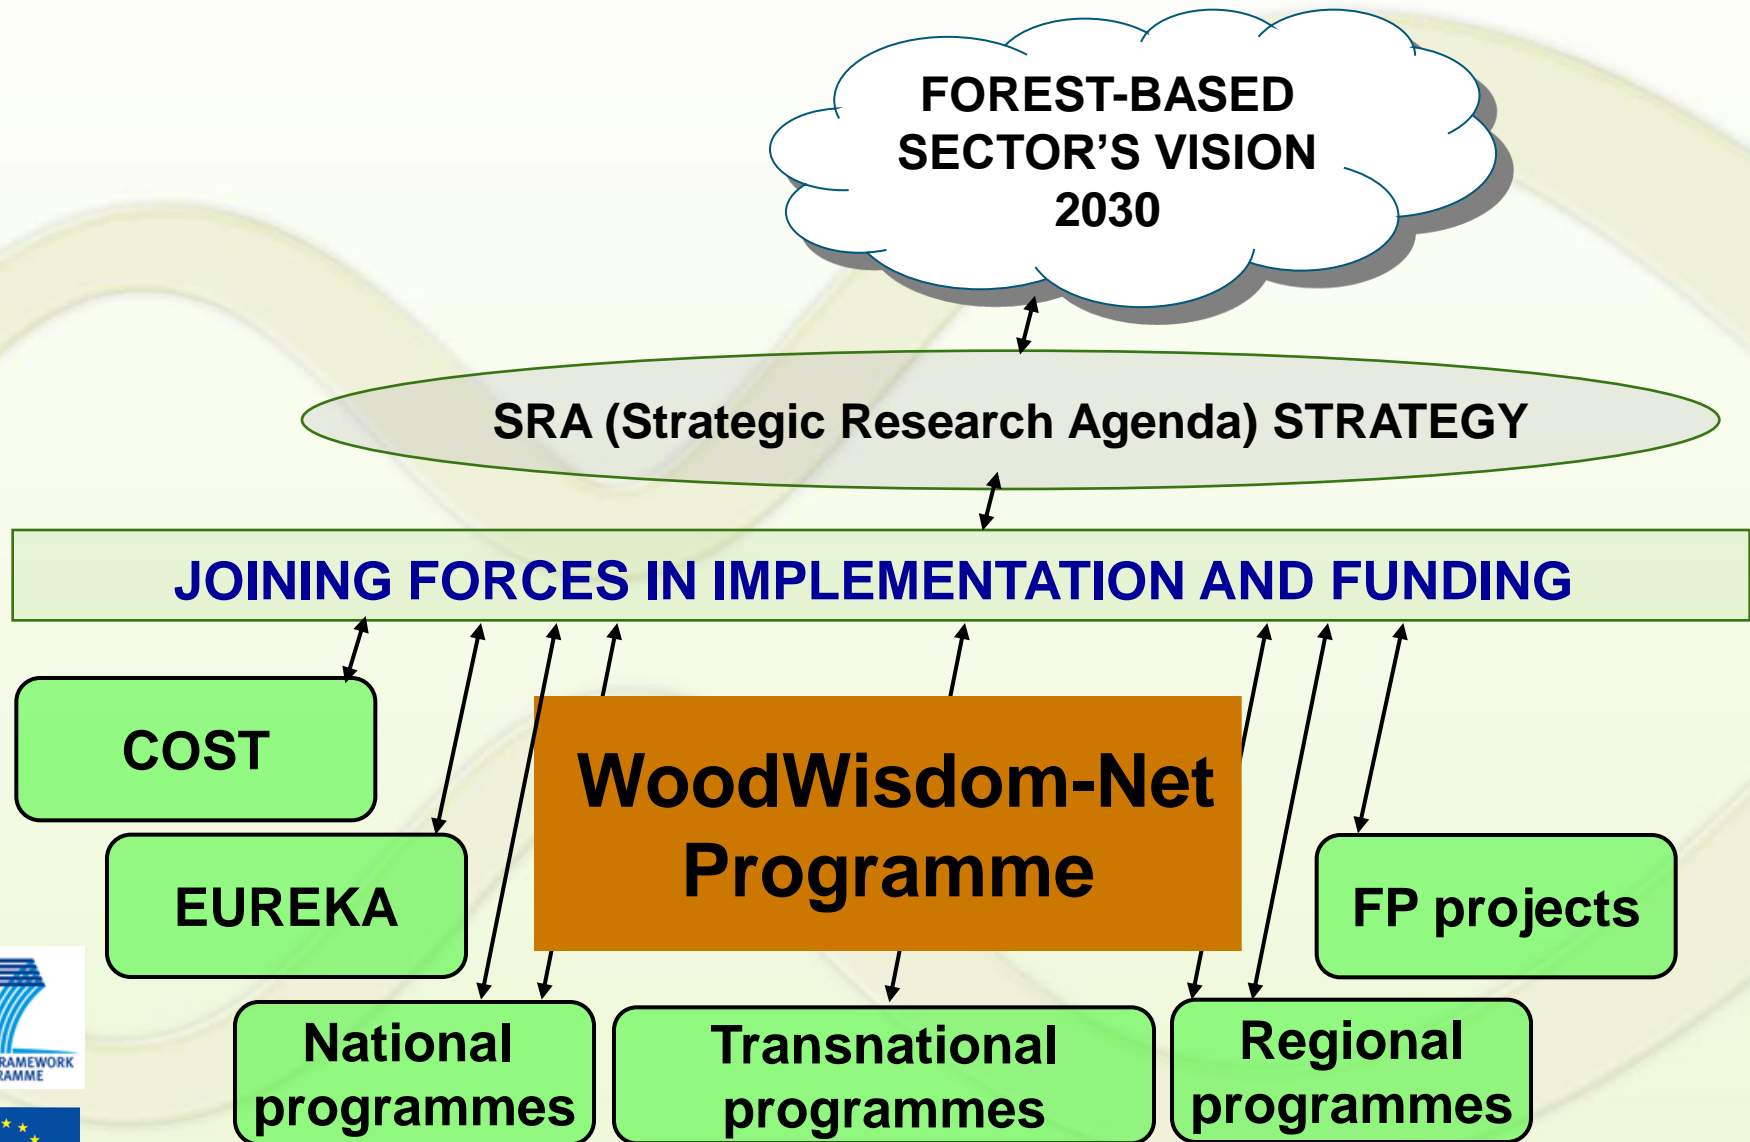 FOREST-BASED
SECTOR’S VISION
2030
SRA (Strategic Research Agenda) STRATEGY
JOINING FORCES IN IMPLEMENTATION AND FUNDING
COST
WoodWisdom-Net
Programme
EUREKA
FP projects
National
programmes
Transnational
programmes
Regional
programmes